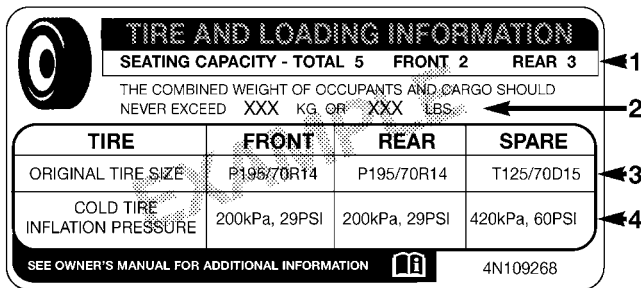 TIRE AND LOADING INFORMATION
SEATING CAPACITY - TOTAL 5 FRONT 2 REAR 3 1
THE COMBINED WEIGHT OF OCCUPANTS AND CARGO SHOULD
NEVER EXCEED XXX KG OR XXX LBS. 2
TIRE FRONT REAR SPARE
ORIGINAL TIRE SIZE P195/70R14 P195/70R14 T125/70D15 3
COLD TIRE
INFLATION PRESSURE 200kPa, 29PSI 200kPa, 29PSI 420kPa, 60PSI 4
SEE OWNER'S MANUAL FOR ADDITIONAL INFORMATION i 4N109268
EXAMPLE